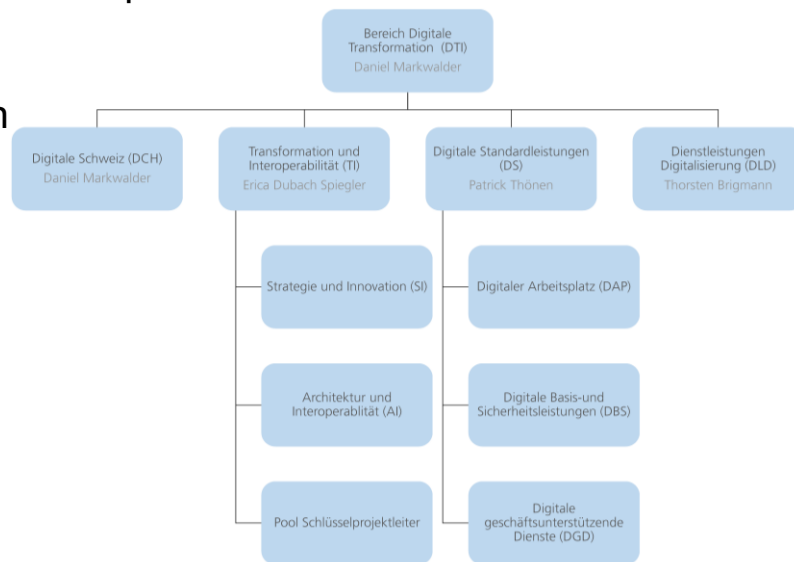 Bereich Digitale
Transformation (DTI)
Daniel Markwalder
n
Digitale Schweiz (DCH)
Daniel Markwalder
Transformation und
Interoperabilität (TI)
Erica Dubach Spiegler
Digitale Standardleistungen
(DS)
Patrick Thönen
Dienstleistungen
Digitalisierung (DLD)
Thorsten Brigmann
Strategie und Innovation (SI)
Digitaler Arbeitsplatz (DAP)
Architektur und
Interoperablität (AI)
Digitale Basis-und
Sicherheitsleistungen (DBS)
Pool Schlüsselprojektleiter
Digitale
geschäftsunterstützende
Dienste (DGD)